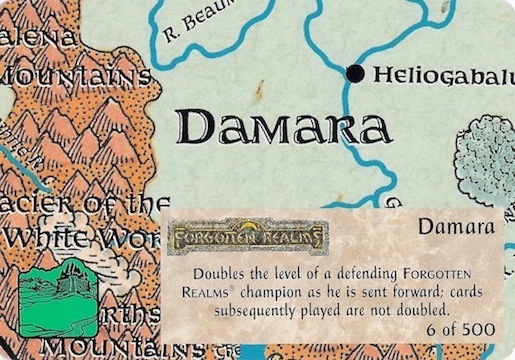 alena
ountains
R. Beaum
Heliogabalu
Damara
acier of the
White Wor
rths
Mountains
FORGOTTEN REALMS
Damara
Doubles the level of a defending FORGOTTEN
REALMS® champion as he is sent forward; cards
subsequently played are not doubled.
6 of 500